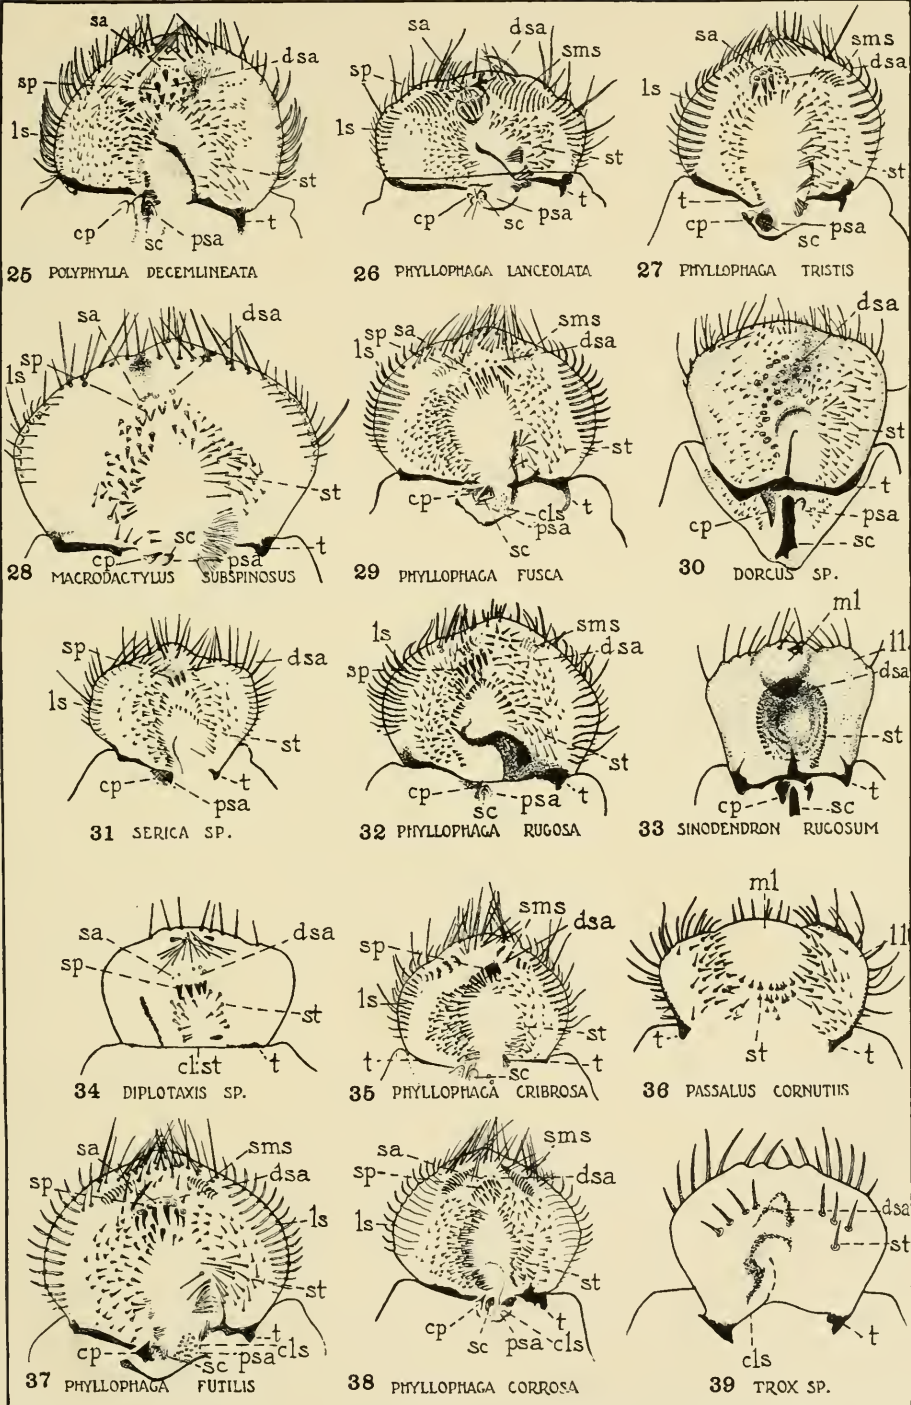 sa
dsa
sp
ls
st
cp
sc
psa
t
25 POLYPHYLLA DECEMLINEATA
sa
dsa
sms
sp
ls
st
cp
sc
psa
t
26 PHYLLOPHAGA LANCEOLATA
sa
sms
dsa
ls
st
t
cp
psa
sc
27 PHYLLOPHAGA TRISTIS
sa
dsa
sp
ls
st
sc
t
cp
psa
28 MACRODACTYLUS SUBSPINOSUS
sp sa
sms
ls
dsa
st
cp
cls
t
psa
sc
29 PHYLLOPHAGA FUSCA
dsa
st
t
cp
psa
sc
30 DORCUS SP.
sp
dsa
ls
st
cp
t
psa
31 SERICA SP.
ls
sms
dsa
sp
st
cp
psa
t
sc
32 PHYLLOPHAGA RUGOSA
ml
ll
dsa
st
t
cp
sc
33 SINODENDRON RUGOSUM
sa
dsa
sp
st
cl:st
t
34 DIPLOTAXIS SP.
sms
dsa
sp
ls
st
t
t
sc
35 PHYLLOPHAGA CRIBROSA
ml
ll
t
st
t
36 PASSALUS CORNUTUS
sa
sms
dsa
sp
ls
st
t
cp
psa
cls
sc
37 PHYLLOPHAGA FUTILIS
sa
sms
sp
dsa
ls
st
cp
t
sc
psa
cls
38 PHYLLOPHAGA CORROSA
dsa
st
t
cls
39 TROX SP.